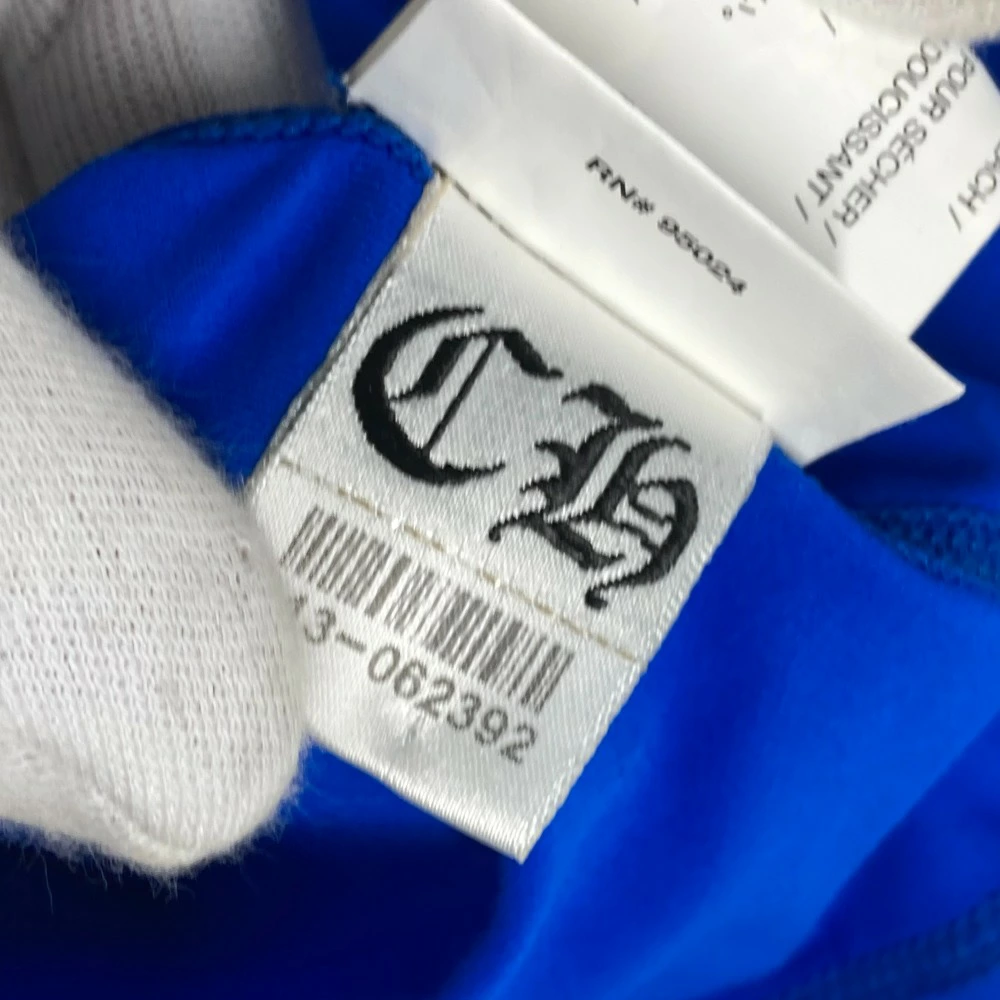 RN# 95024
CH
13-062392
POUR SÉCHER /
DOUCISSANT /